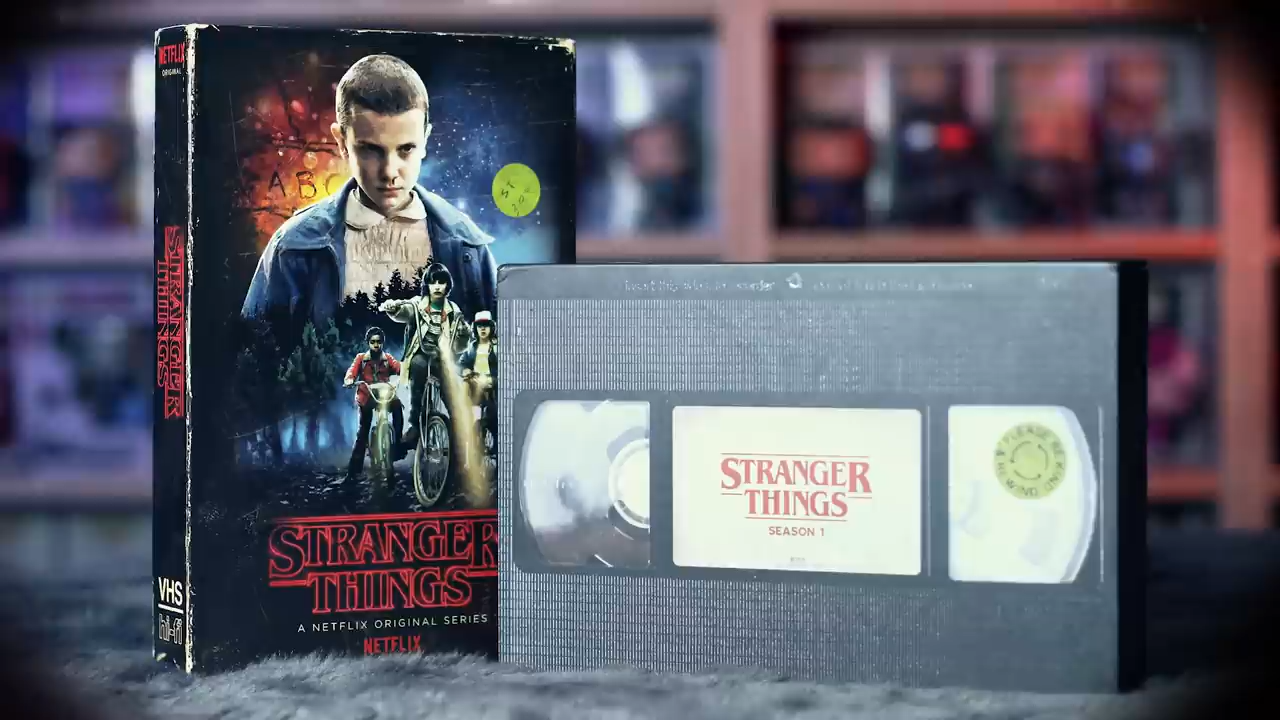 NETFLIX
ORIGINAL
STRANGER
THINGS
VHS
hi-fi
ABC
STRANGER
THINGS
A NETFLIX ORIGINAL SERIES
NETFLIX
STRANGER
THINGS
SEASON 1
PLEASE BE KIND
& REWIND